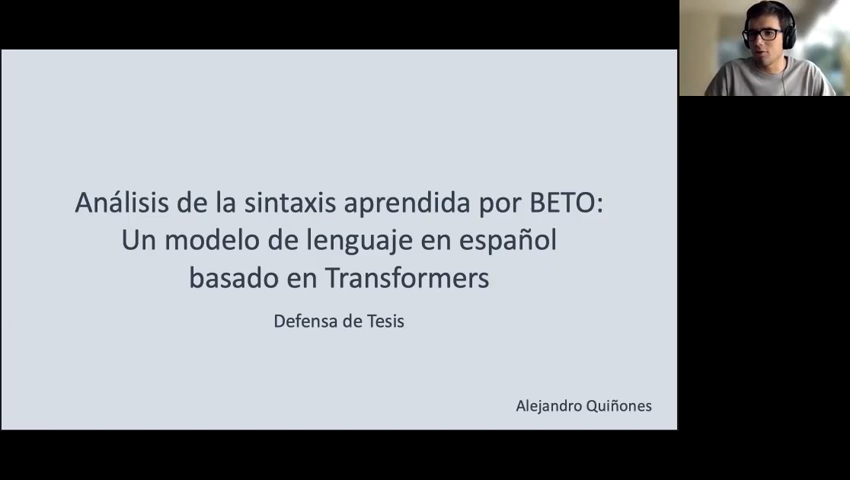 Análisis de la sintaxis aprendida por BETO:
Un modelo de lenguaje en español
basado en Transformers
Defensa de Tesis
Alejandro Quiñones